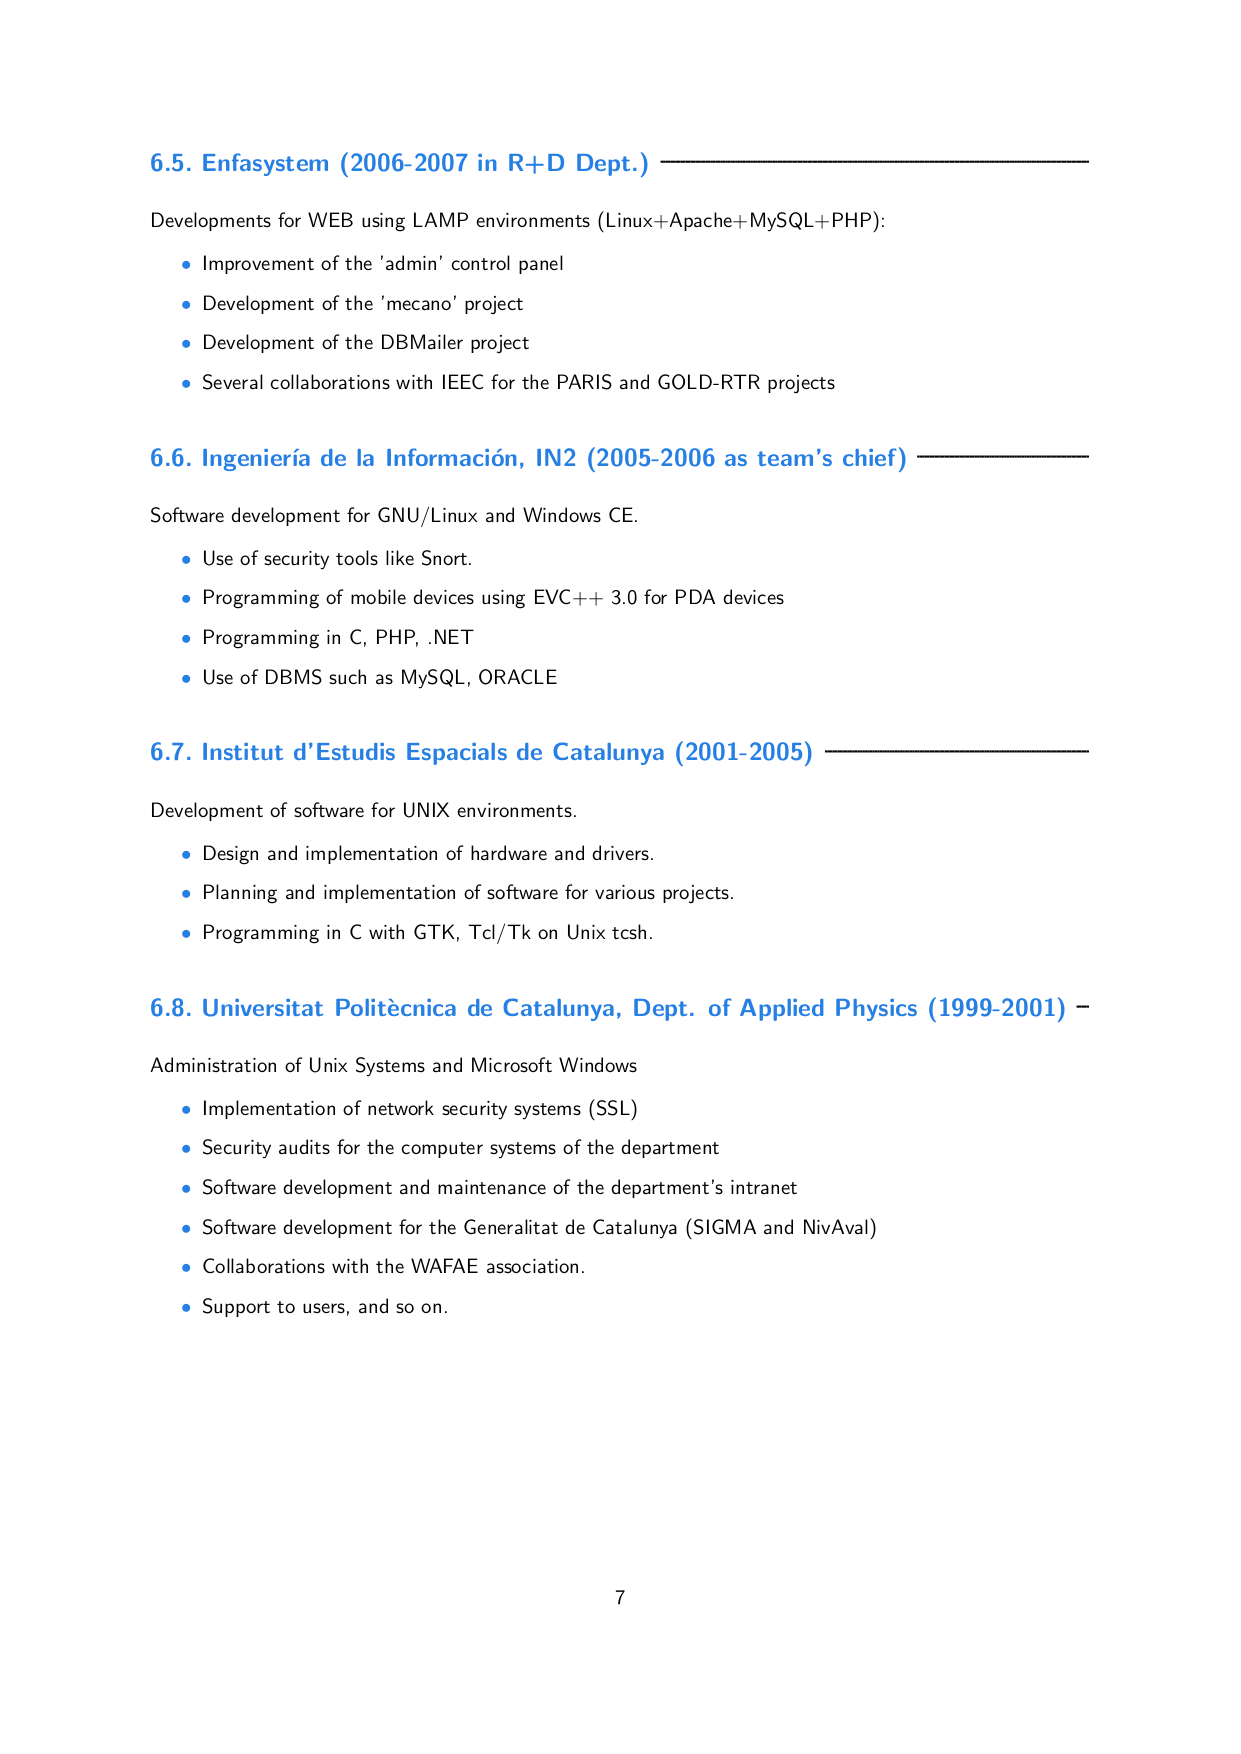 6.5. Enfasystem (2006-2007 in R+D Dept.)
Developments for WEB using LAMP environments (Linux+Apache+MySQL+PHP):
• Improvement of the 'admin' control panel
• Development of the 'mecano' project
• Development of the DBMailer project
• Several collaborations with IEEC for the PARIS and GOLD-RTR projects
6.6. Ingeniería de la Información, IN2 (2005-2006 as team's chief)
Software development for GNU/Linux and Windows CE.
• Use of security tools like Snort.
• Programming of mobile devices using EVC++ 3.0 for PDA devices
• Programming in C, PHP, .NET
• Use of DBMS such as MySQL, ORACLE
6.7. Institut d'Estudis Espacials de Catalunya (2001-2005)
Development of software for UNIX environments.
• Design and implementation of hardware and drivers.
• Planning and implementation of software for various projects.
• Programming in C with GTK, Tcl/Tk on Unix tcsh.
6.8. Universitat Politècnica de Catalunya, Dept. of Applied Physics (1999-2001)
Administration of Unix Systems and Microsoft Windows
• Implementation of network security systems (SSL)
• Security audits for the computer systems of the department
• Software development and maintenance of the department's intranet
• Software development for the Generalitat de Catalunya (SIGMA and NivAval)
• Collaborations with the WAFAE association.
• Support to users, and so on.
7